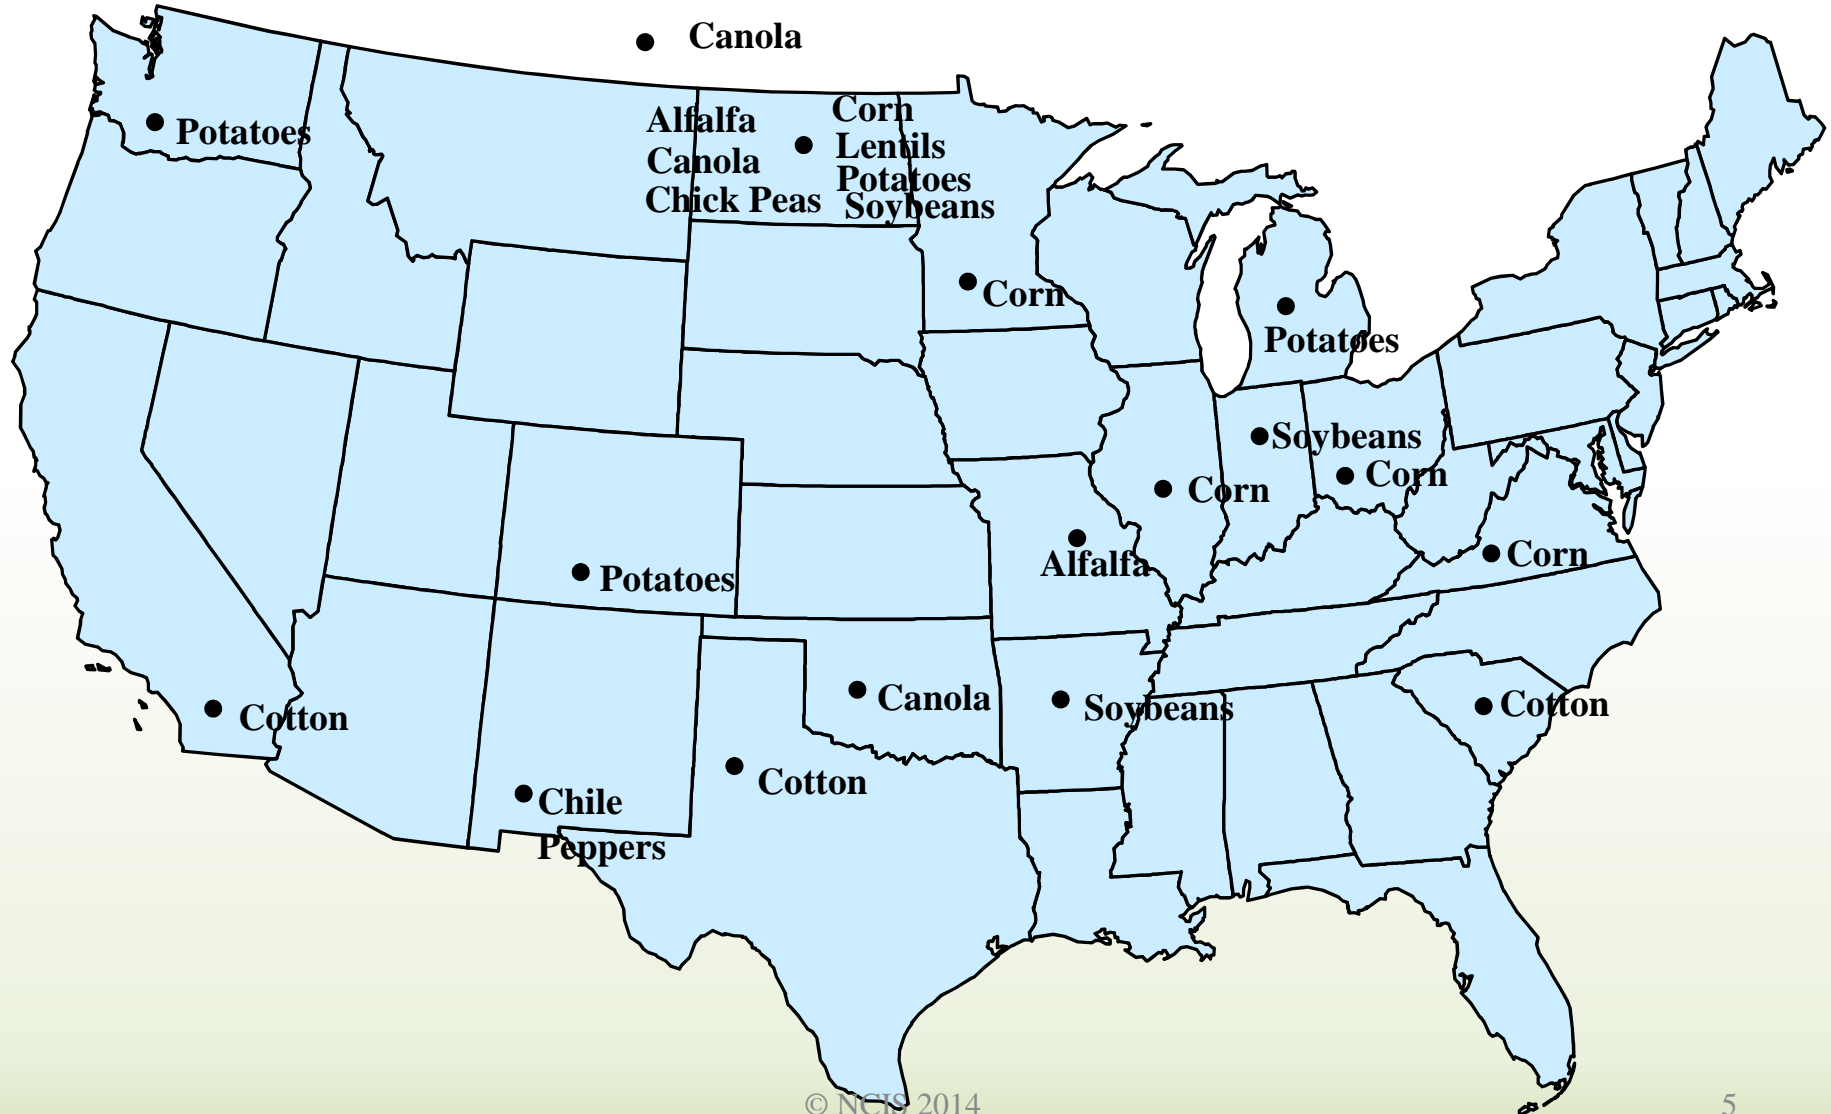 Canola
Potatoes
Alfalfa
Canola
Chick Peas
Corn
Lentils
Potatoes
Soybeans
Corn
Potatoes
Soybeans
Corn
Corn
Alfalfa
Corn
Potatoes
Canola
Soybeans
Cotton
Cotton
Cotton
Chile
Peppers
© NCIS 2014
5